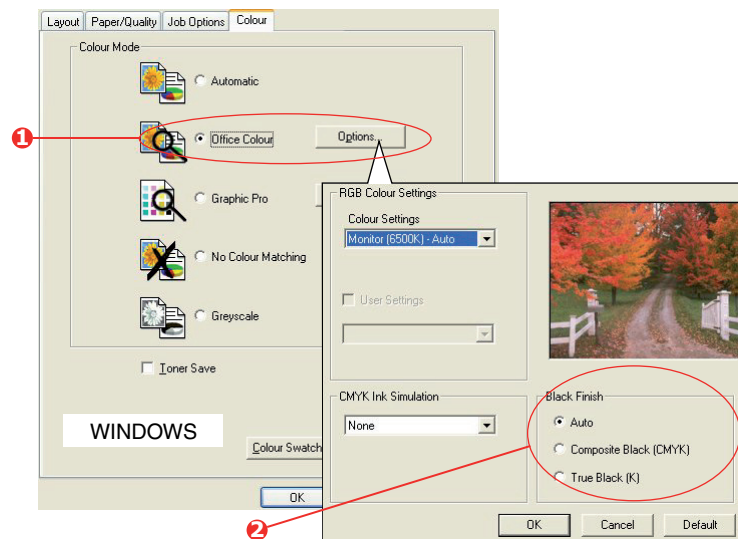 Layout Paper/Quality Job Options Colour
Colour Mode
Automatic
1
Office Colour Options...
Graphic Pro
No Colour Matching
Greyscale
Toner Save
WINDOWS
Colour Swatch
OK
RGB Colour Settings
Colour Settings
Monitor (6500K) - Auto
User Settings
CMYK Ink Simulation
None
Black Finish
Auto
Composite Black (CMYK)
True Black (K)
2
OK Cancel Default